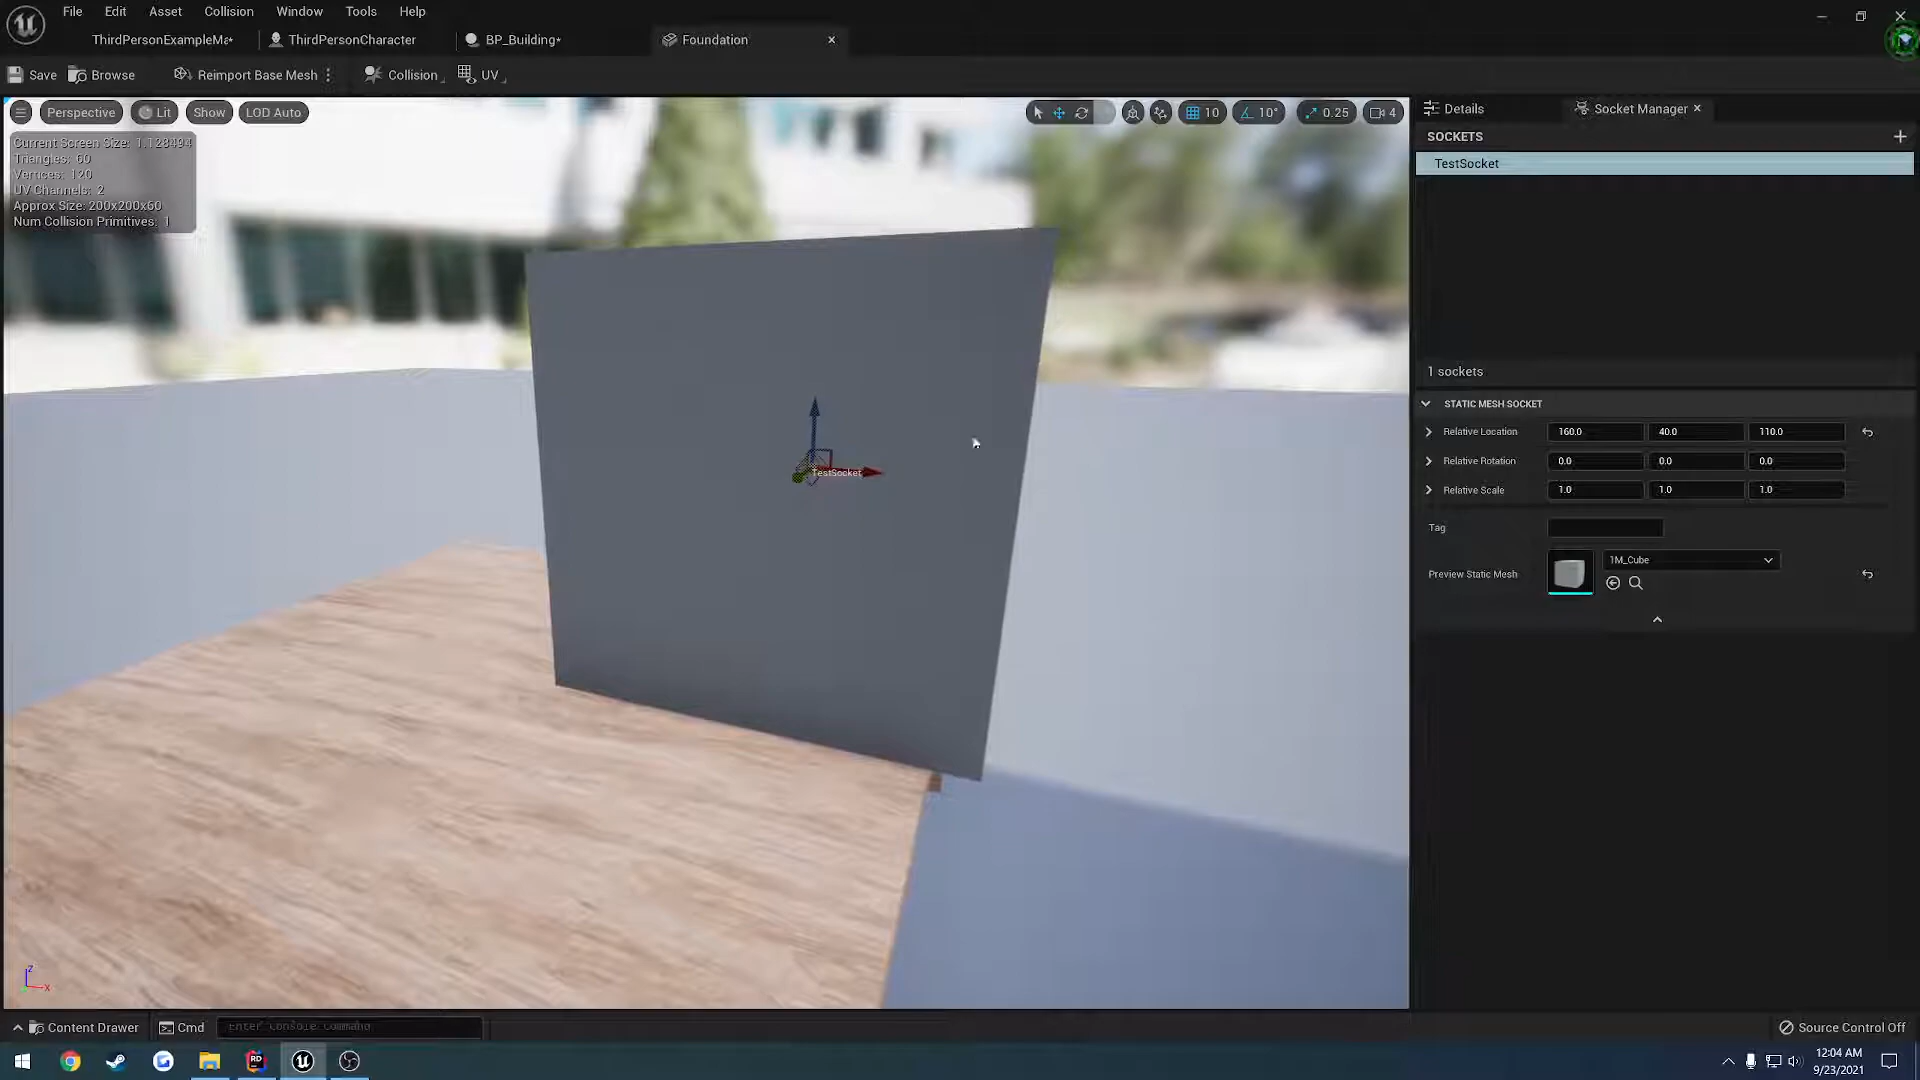 File Edit Asset Collision Window Tools Help
ThirdPersonExampleMa* ThirdPersonCharacter BP_Building* Foundation
Save Browse Reimport Base Mesh Collision UV
Perspective Lit Show LOD Auto 10 10° 0.25 4
Current Screen Size: 1.128494
Triangles: 60
Vertices: 120
UV Channels: 2
Approx Size: 200x200x60
Num Collision Primitives: 1
TestSocket
Z
X
Details Socket Manager
SOCKETS
TestSocket
1 sockets
STATIC MESH SOCKET
Relative Location 160.0 40.0 110.0
Relative Rotation 0.0 0.0 0.0
Relative Scale 1.0 1.0 1.0
Tag
1M_Cube
Preview Static Mesh
Content Drawer Cmd Enter Console Command Source Control Off
RD
12:04 AM
9/23/2021